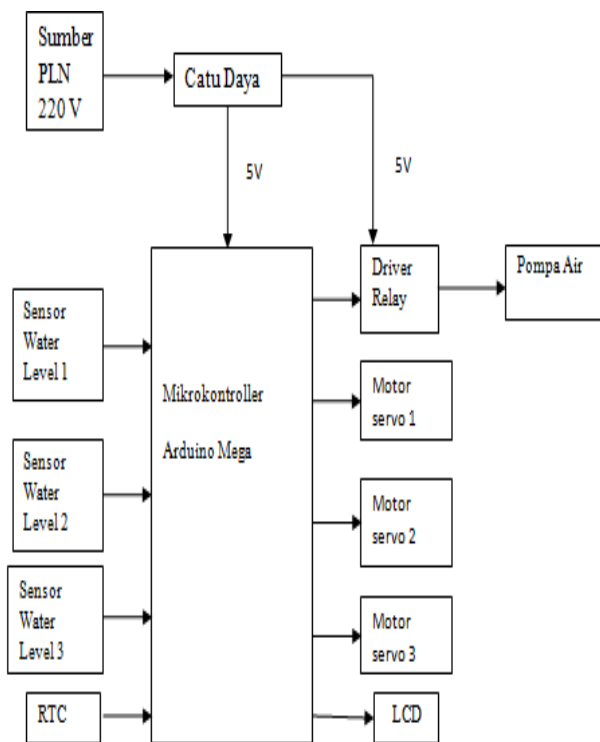 Sumber
PLN
220 V
Catu Daya
5V
5V
Driver
Relay
Pompa Air
Sensor
Water
Level 1
Mikrokontroller
Arduino Mega
Motor
servo 1
Sensor
Water
Level 2
Motor
servo 2
Sensor
Water
Level 3
Motor
servo 3
RTC
LCD